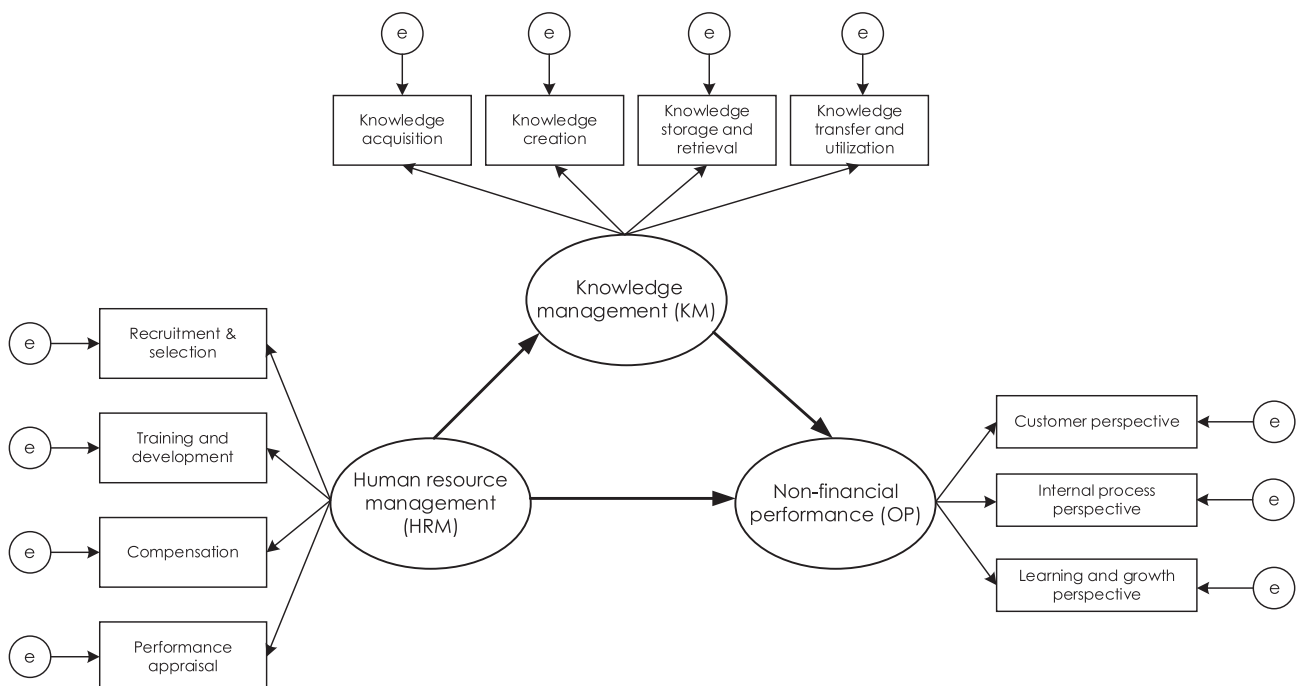 e
e
e
e
Knowledge
acquisition
Knowledge
creation
Knowledge
storage and
retrieval
Knowledge
transfer and
utilization
Knowledge
management (KM)
e
Recruitment &
selection
e
Training and
development
e
Compensation
e
Performance
appraisal
Human resource
management
(HRM)
Non-financial
performance (OP)
Customer perspective
e
Internal process
perspective
e
Learning and growth
perspective
e